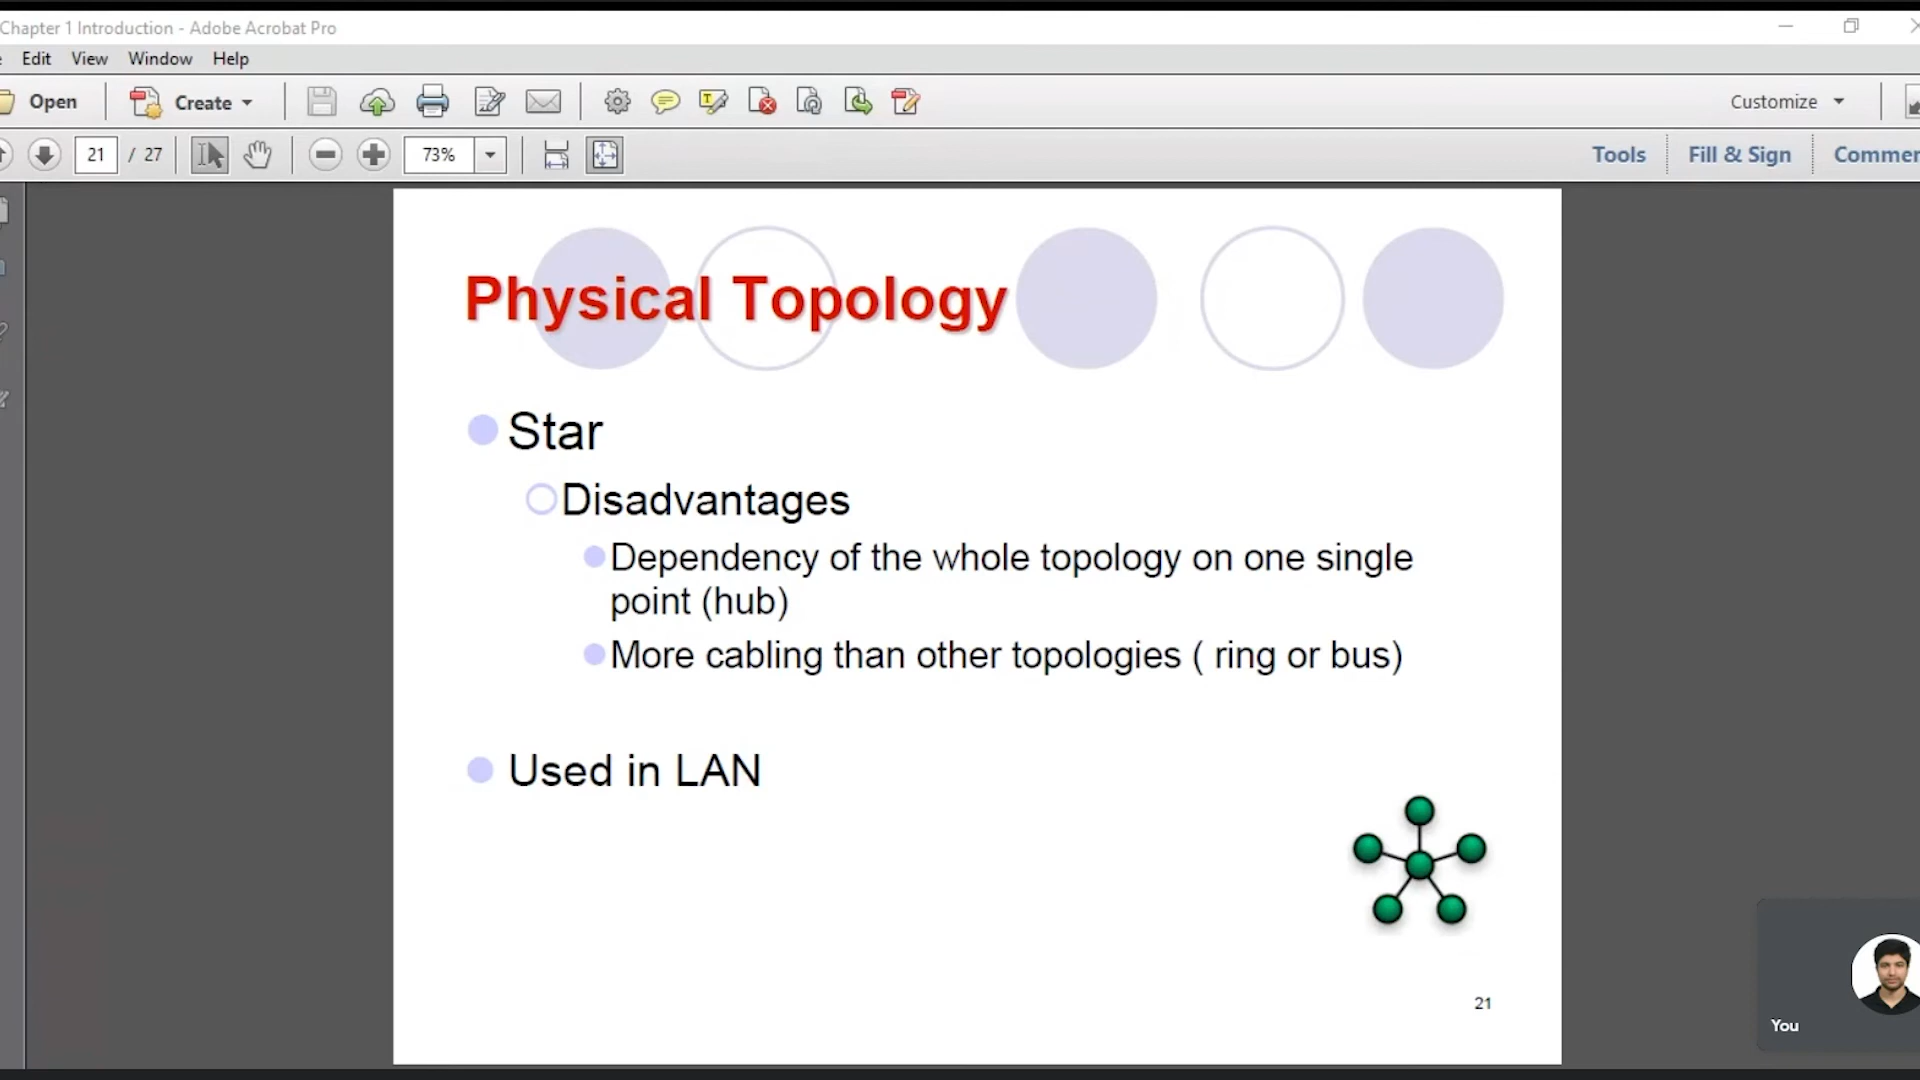 Chapter 1 Introduction - Adobe Acrobat Pro
Edit View Window Help
Open Create Customize
21 / 27 73% Tools Fill & Sign
Physical Topology
Star
Disadvantages
Dependency of the whole topology on one single
point (hub)
More cabling than other topologies ( ring or bus)
Used in LAN
21
You